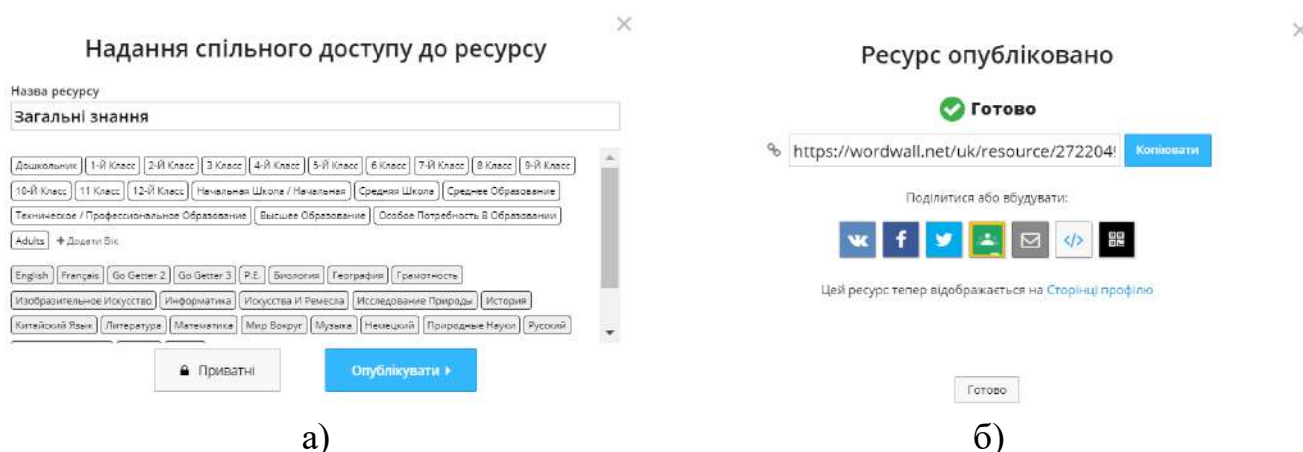 Надання спільного доступу до ресурсу
Назва ресурсу
Загальні знання
Дошкольник 1-Й Класс 2-Й Класс 3 Класс 4-Й Класс 5-Й Класс 6 Класс 7-Й Класс 8 Класс 9-Й Класс
10-Й Класс 11 Класс 12-Й Класс Начальная Школа / Начальная Средняя Школа Среднее Образование
Техническое / Профессиональное Образование Высшее Образование Особое Потребность В Образовании
Adults + Додати Вік
English Français Go Getter 2 Go Getter 3 P.E. Биология География Грамотность
Изобразительное Искусство Информатика Искусства И Ремесла Исследование Природы История
Китайский Язык Литература Математика Мир Вокруг Музыка Немецкий Природные Науки Русский
Приватні Опублікувати
а)
Ресурс опубліковано
Готово
https://wordwall.net/uk/resource/272204 Копіювати
Поділитися або вбудувати:
Цей ресурс тепер відображається на Сторінці профілю
Готово
б)